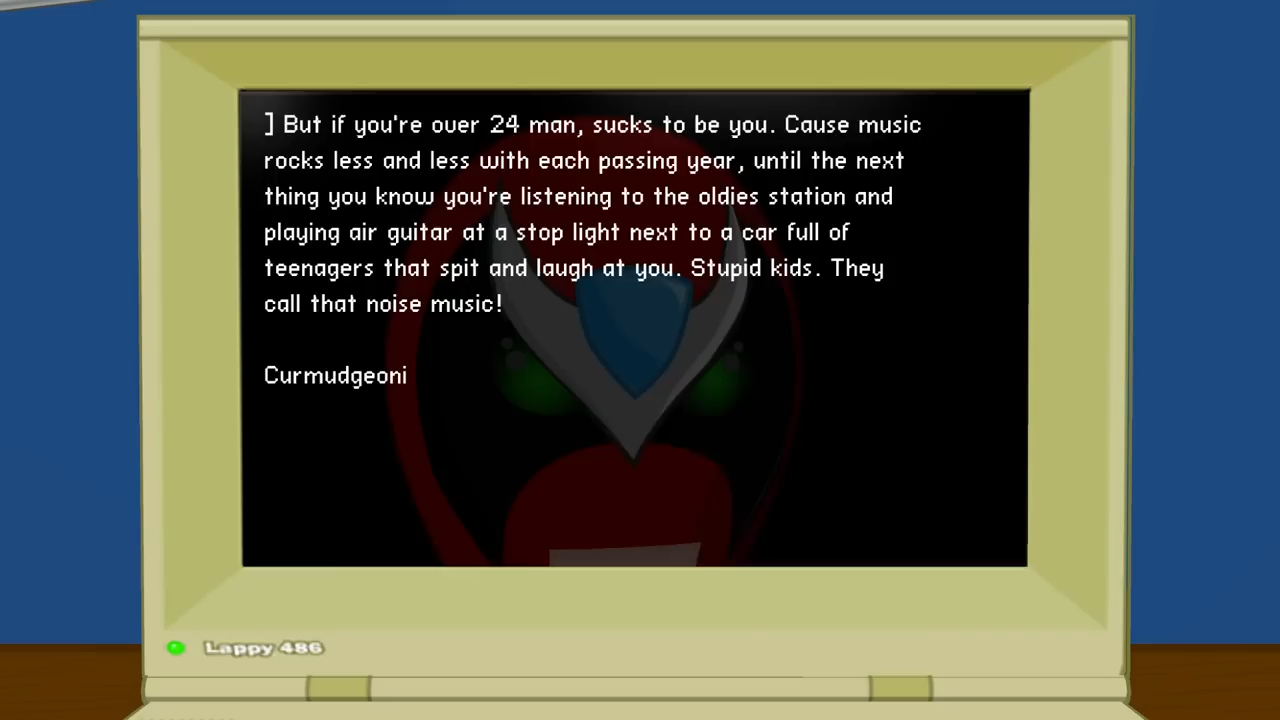 ] But if you're over 24 man, sucks to be you. Cause music
rocks less and less with each passing year, until the next
thing you know you're listening to the oldies station and
playing air guitar at a stop light next to a car full of
teenagers that spit and laugh at you. Stupid kids. They
call that noise music!
Curmudgeoni
Lappy 486